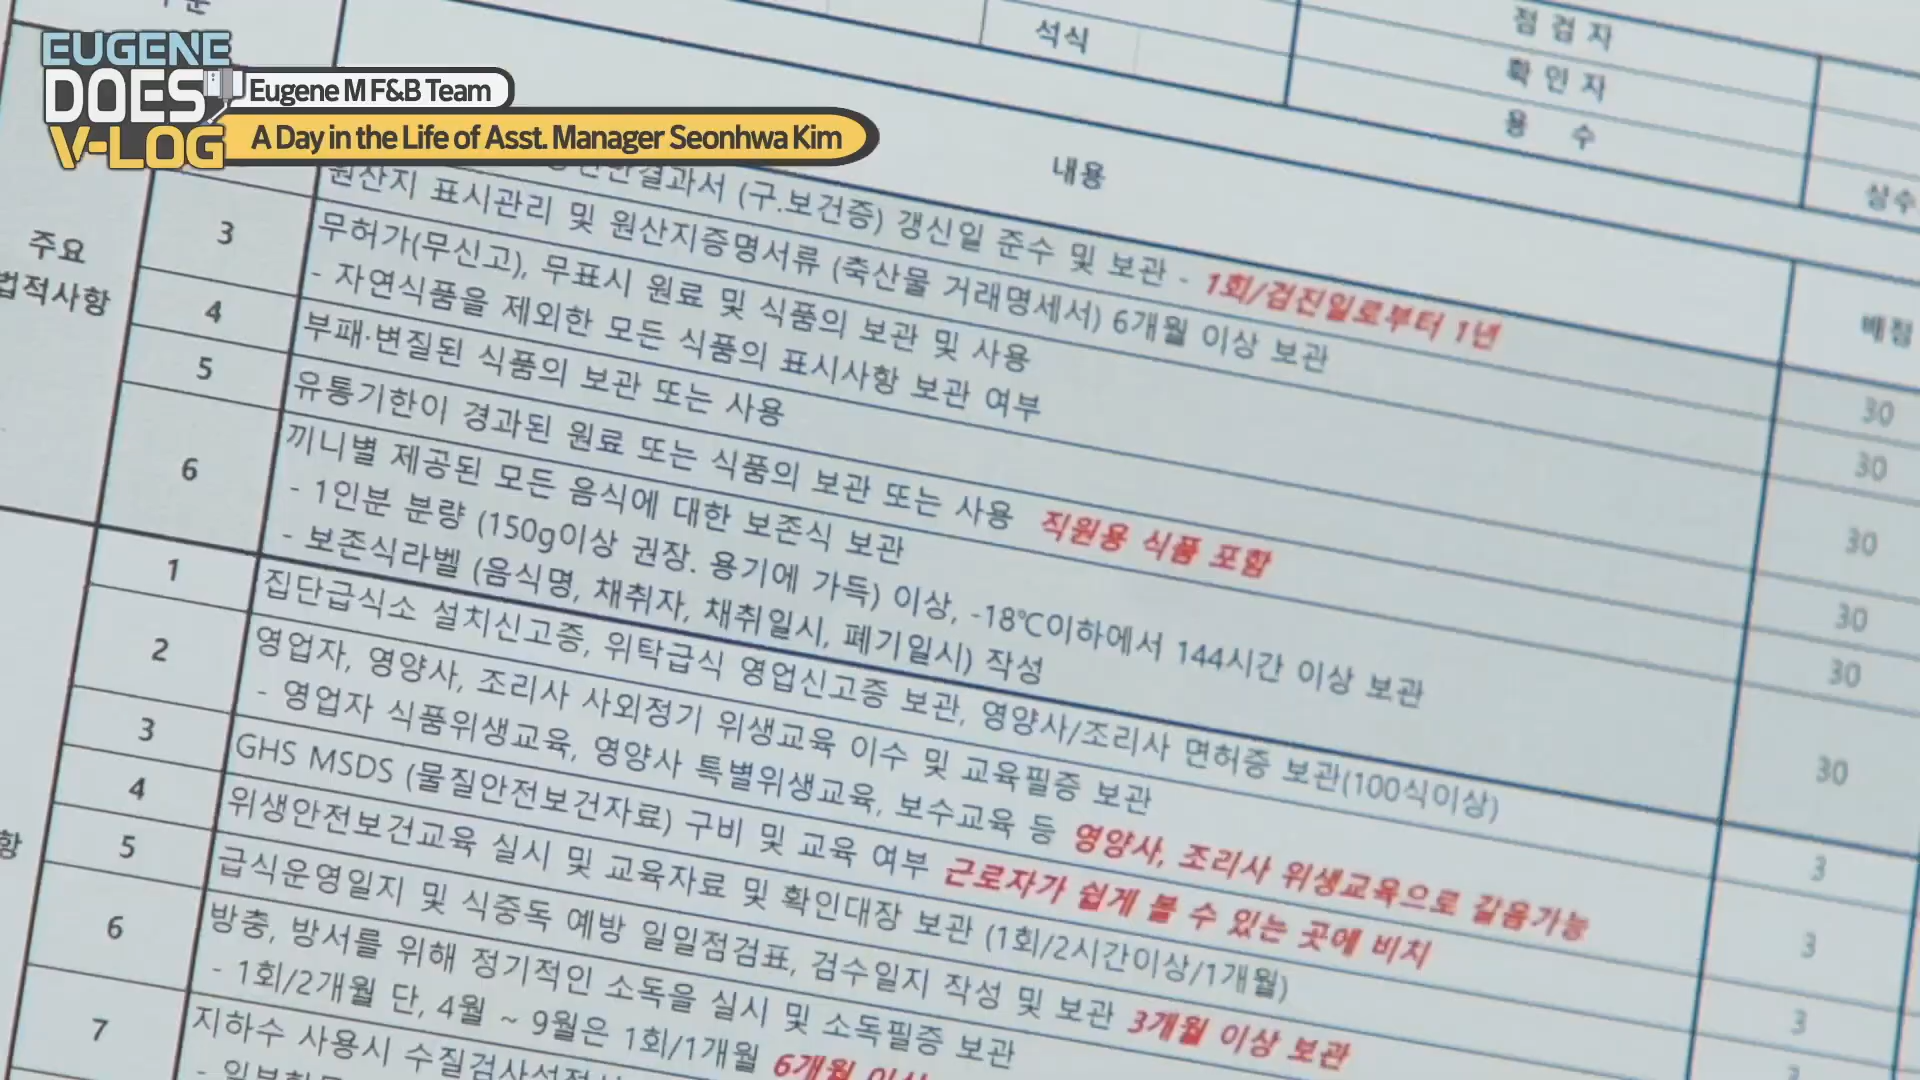 EUGENE
DOES
V-LOG
Eugene M F&B Team
A Day in the Life of Asst. Manager Seonhwa Kim
석식
점검자
확인자
용 수
내용
실수
배점
주요
법적사항
(구.보건증) 갱신일 준수 및 보관 - 1회/검진일로부터 1년
30
3
원산지 표시관리 및 원산지증명서류 (축산물 거래명세서) 6개월 이상 보관
30
무허가(무신고), 무표시 원료 및 식품의 보관 및 사용
- 자연식품을 제외한 모든 식품의 표시사항 보관 여부
30
4
부패·변질된 식품의 보관 또는 사용
30
5
유통기한이 경과된 원료 또는 식품의 보관 또는 사용 직원용 식품 포함
30
6
끼니별 제공된 모든 음식에 대한 보존식 보관
- 1인분 분량 (150g이상 권장. 용기에 가득) 이상, -18℃이하에서 144시간 이상 보관
- 보존식라벨 (음식명, 채취자, 채취일시, 폐기일시) 작성
30
1
집단급식소 설치신고증, 위탁급식 영업신고증 보관, 영양사/조리사 면허증 보관(100식이상)
3
2
영업자, 영양사, 조리사 사외정기 위생교육 이수 및 교육필증 보관
- 영업자 식품위생교육, 영양사 특별위생교육, 보수교육 등 영양사, 조리사 위생교육으로 갈음가능
3
3
GHS MSDS (물질안전보건자료) 구비 및 교육 여부 근로자가 쉽게 볼 수 있는 곳에 비치
3
4
위생안전보건교육 실시 및 교육자료 및 확인대장 보관 (1회/2시간이상/1개월)
항
5
급식운영일지 및 식중독 예방 일일점검표, 검수일지 작성 및 보관 3개월 이상 보관
6
방충, 방서를 위해 정기적인 소독을 실시 및 소독필증 보관
- 1회/2개월 단, 4월 ~ 9월은 1회/1개월 6개월
7
지하수 사용시